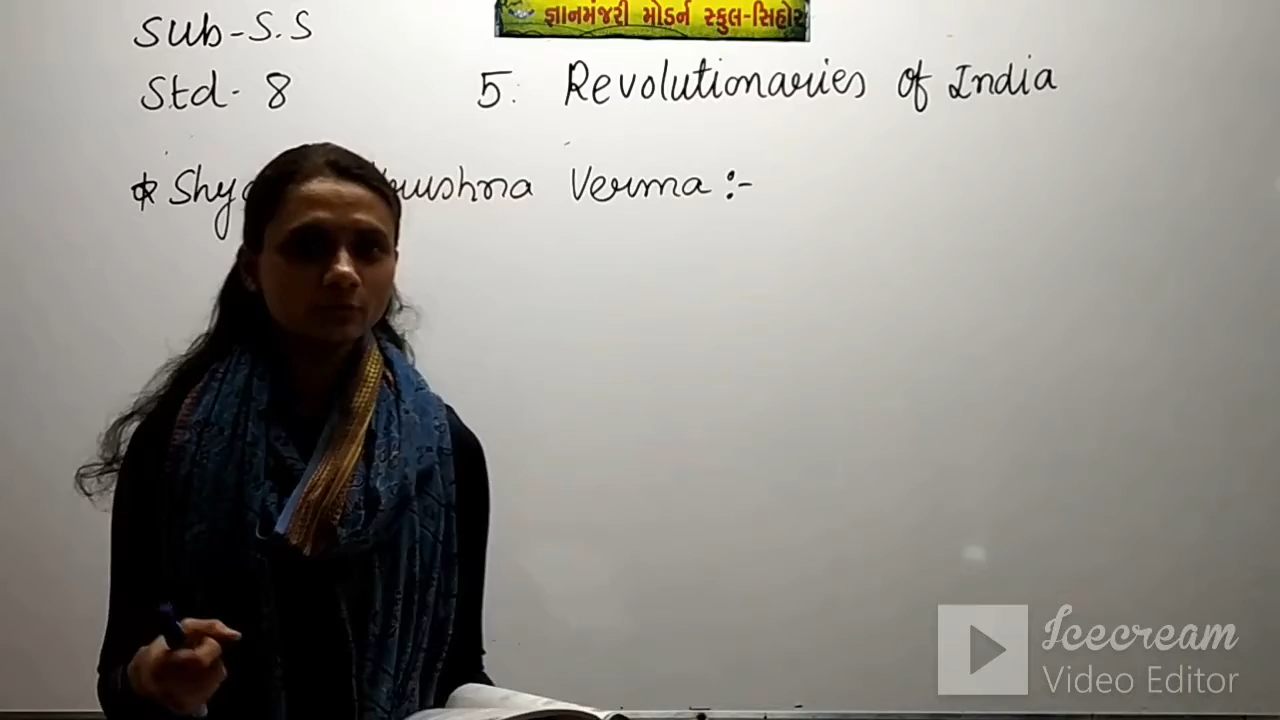 જ્ઞાનમંજરી મોડર્ન સ્કુલ-સિહોર
Sub-S.S
Std- 8
5. Revolutionaries of India
* Verma :-
Icecream
Video Editor